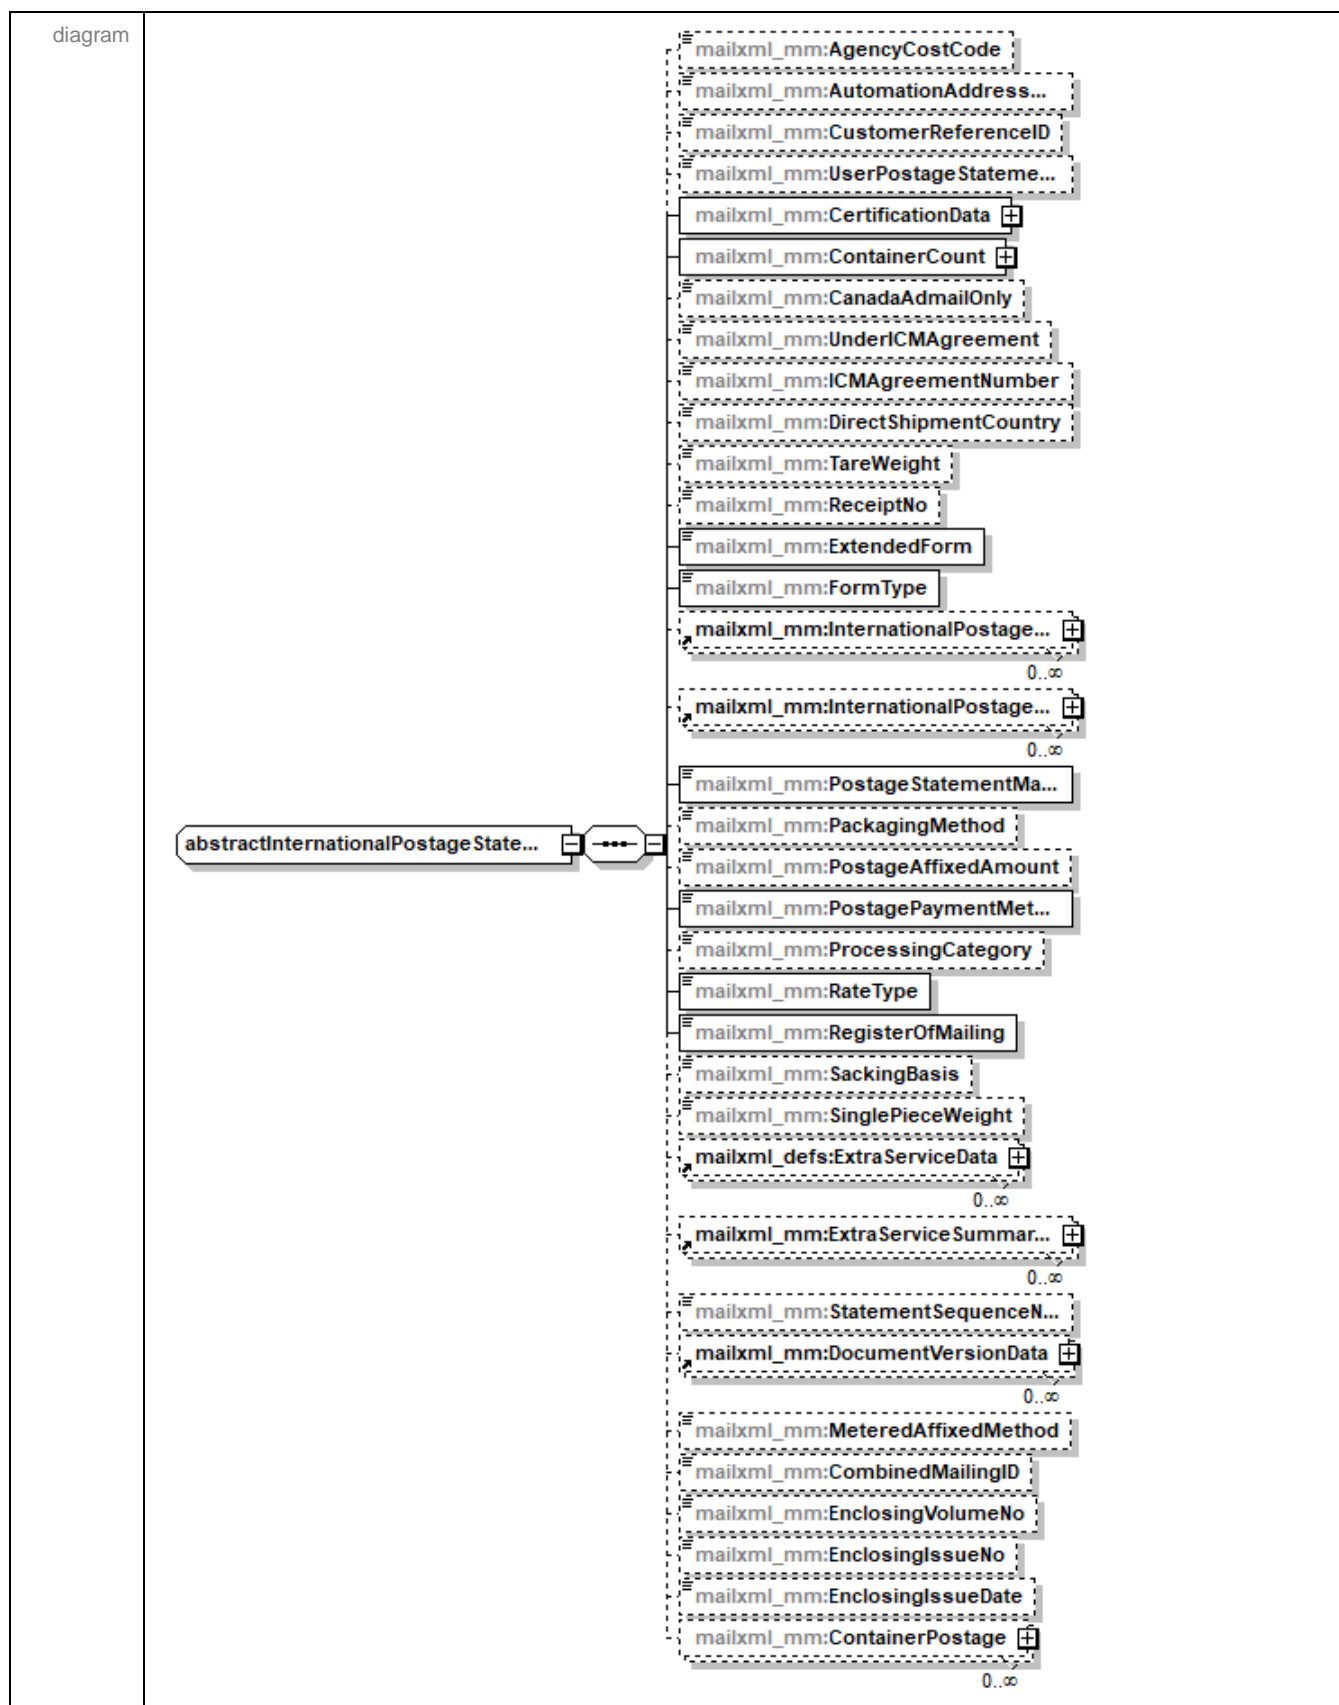 diagram
mailxml_mm:AgencyCostCode
mailxml_mm:AutomationAddress...
mailxml_mm:CustomerReferenceID
mailxml_mm:UserPostageStateme...
mailxml_mm:CertificationData
mailxml_mm:ContainerCount
mailxml_mm:CanadaAdmailOnly
mailxml_mm:UnderICMAgreement
mailxml_mm:ICMAgreementNumber
mailxml_mm:DirectShipmentCountry
mailxml_mm:TareWeight
mailxml_mm:ReceiptNo
mailxml_mm:ExtendedForm
mailxml_mm:FormType
mailxml_mm:InternationalPostage...
0..∞
mailxml_mm:InternationalPostage...
0..∞
mailxml_mm:PostageStatementMa...
mailxml_mm:PackagingMethod
abstractInternationalPostageState...
mailxml_mm:PostageAffixedAmount
mailxml_mm:PostagePaymentMet...
mailxml_mm:ProcessingCategory
mailxml_mm:RateType
mailxml_mm:RegisterOfMailing
mailxml_mm:SackingBasis
mailxml_mm:SinglePieceWeight
mailxml_defs:ExtraServiceData
0..∞
mailxml_mm:ExtraServiceSummar...
0..∞
mailxml_mm:StatementSequenceN...
mailxml_mm:DocumentVersionData
0..∞
mailxml_mm:MeteredAffixedMethod
mailxml_mm:CombinedMailingID
mailxml_mm:EnclosingVolumeNo
mailxml_mm:EnclosingIssueNo
mailxml_mm:EnclosingIssueDate
mailxml_mm:ContainerPostage
0..∞